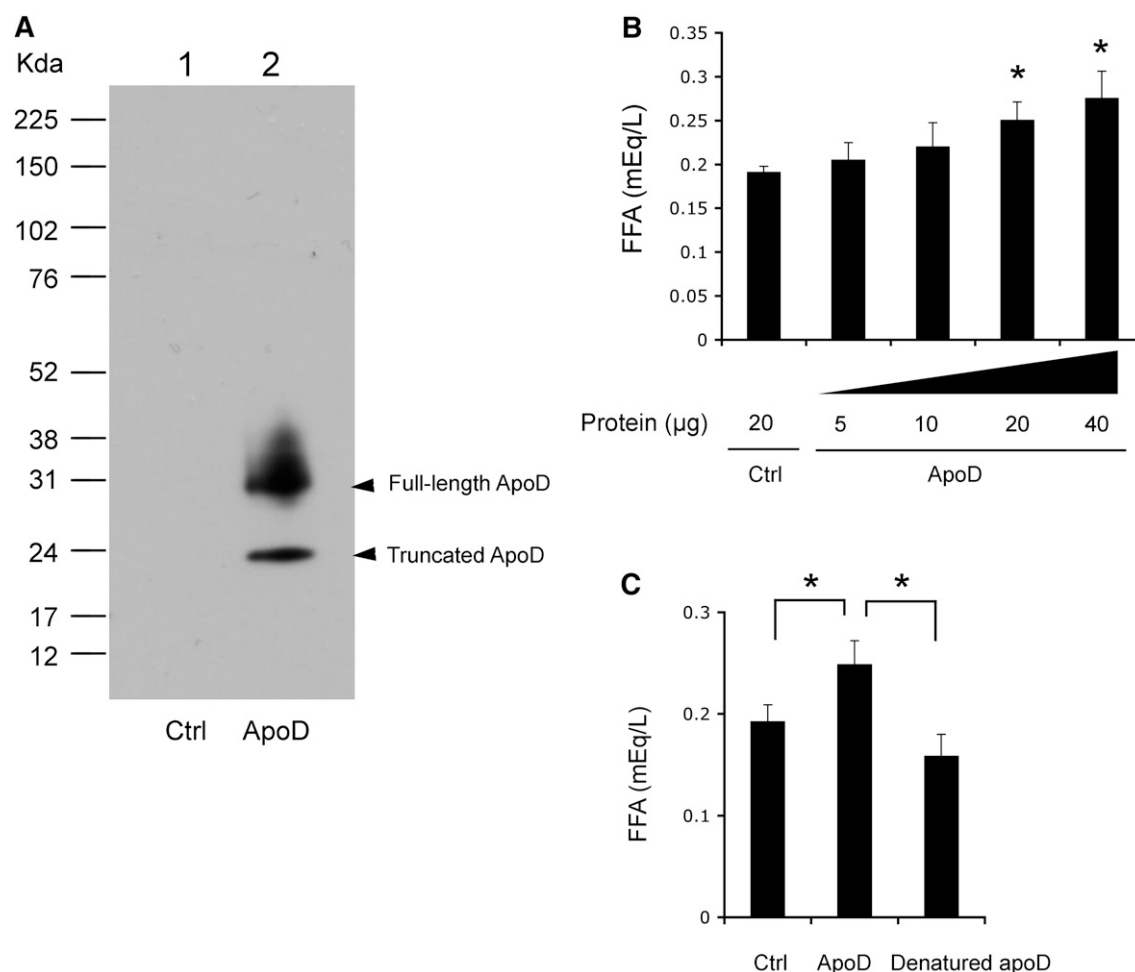 A
Kda
1 2
225
150
102
76
52
38
31
24
17
12
Full-length ApoD
Truncated ApoD
Ctrl ApoD
B
FFA (mEq/L)
0.35
0.3
0.25
0.2
0.15
0.1
0.05
0
* *
Protein (µg) 20 5 10 20 40
Ctrl ApoD
C
FFA (mEq/L)
0.3
0.2
0.1
0
* *
Ctrl ApoD Denatured apoD